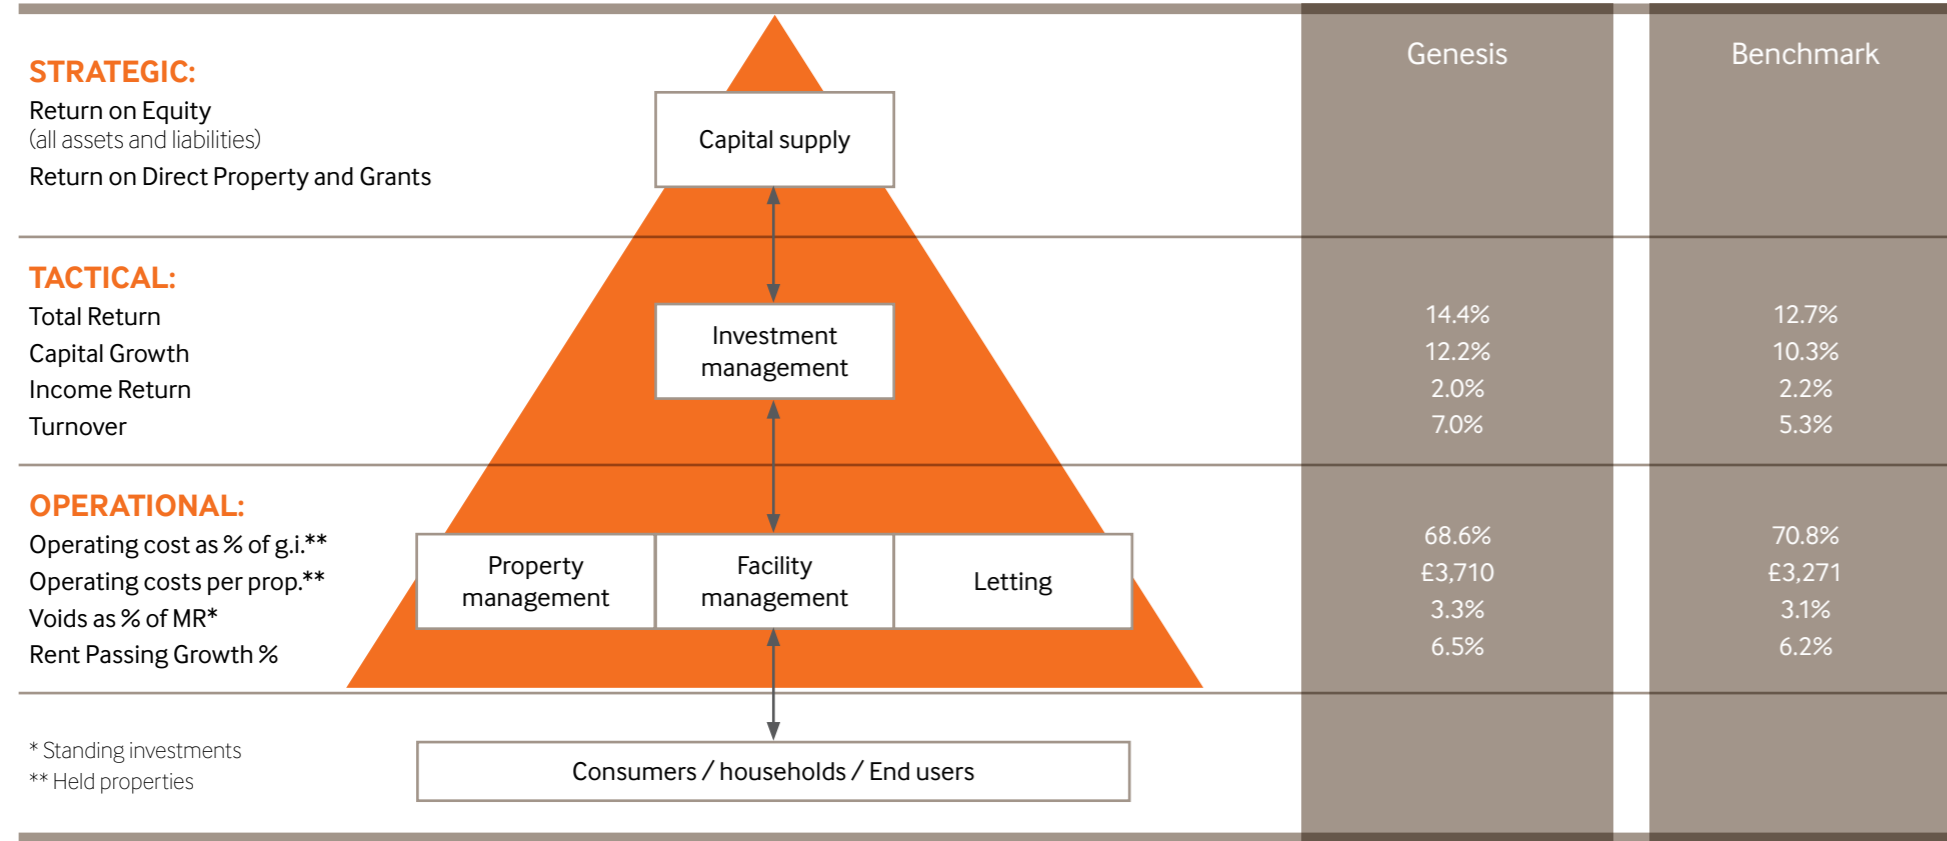 Genesis
Benchmark
STRATEGIC:
Return on Equity
(all assets and liabilities)
Return on Direct Property and Grants
Capital supply
TACTICAL:
Total Return 14.4% 12.7%
Capital Growth 12.2% 10.3%
Income Return 2.0% 2.2%
Turnover 7.0% 5.3%
Investment
management
OPERATIONAL:
Operating cost as % of g.i.** 68.6% 70.8%
Operating costs per prop.** £3,710 £3,271
Voids as % of MR* 3.3% 3.1%
Rent Passing Growth % 6.5% 6.2%
Property
management
Facility
management
Letting
* Standing investments
** Held properties
Consumers / households / End users